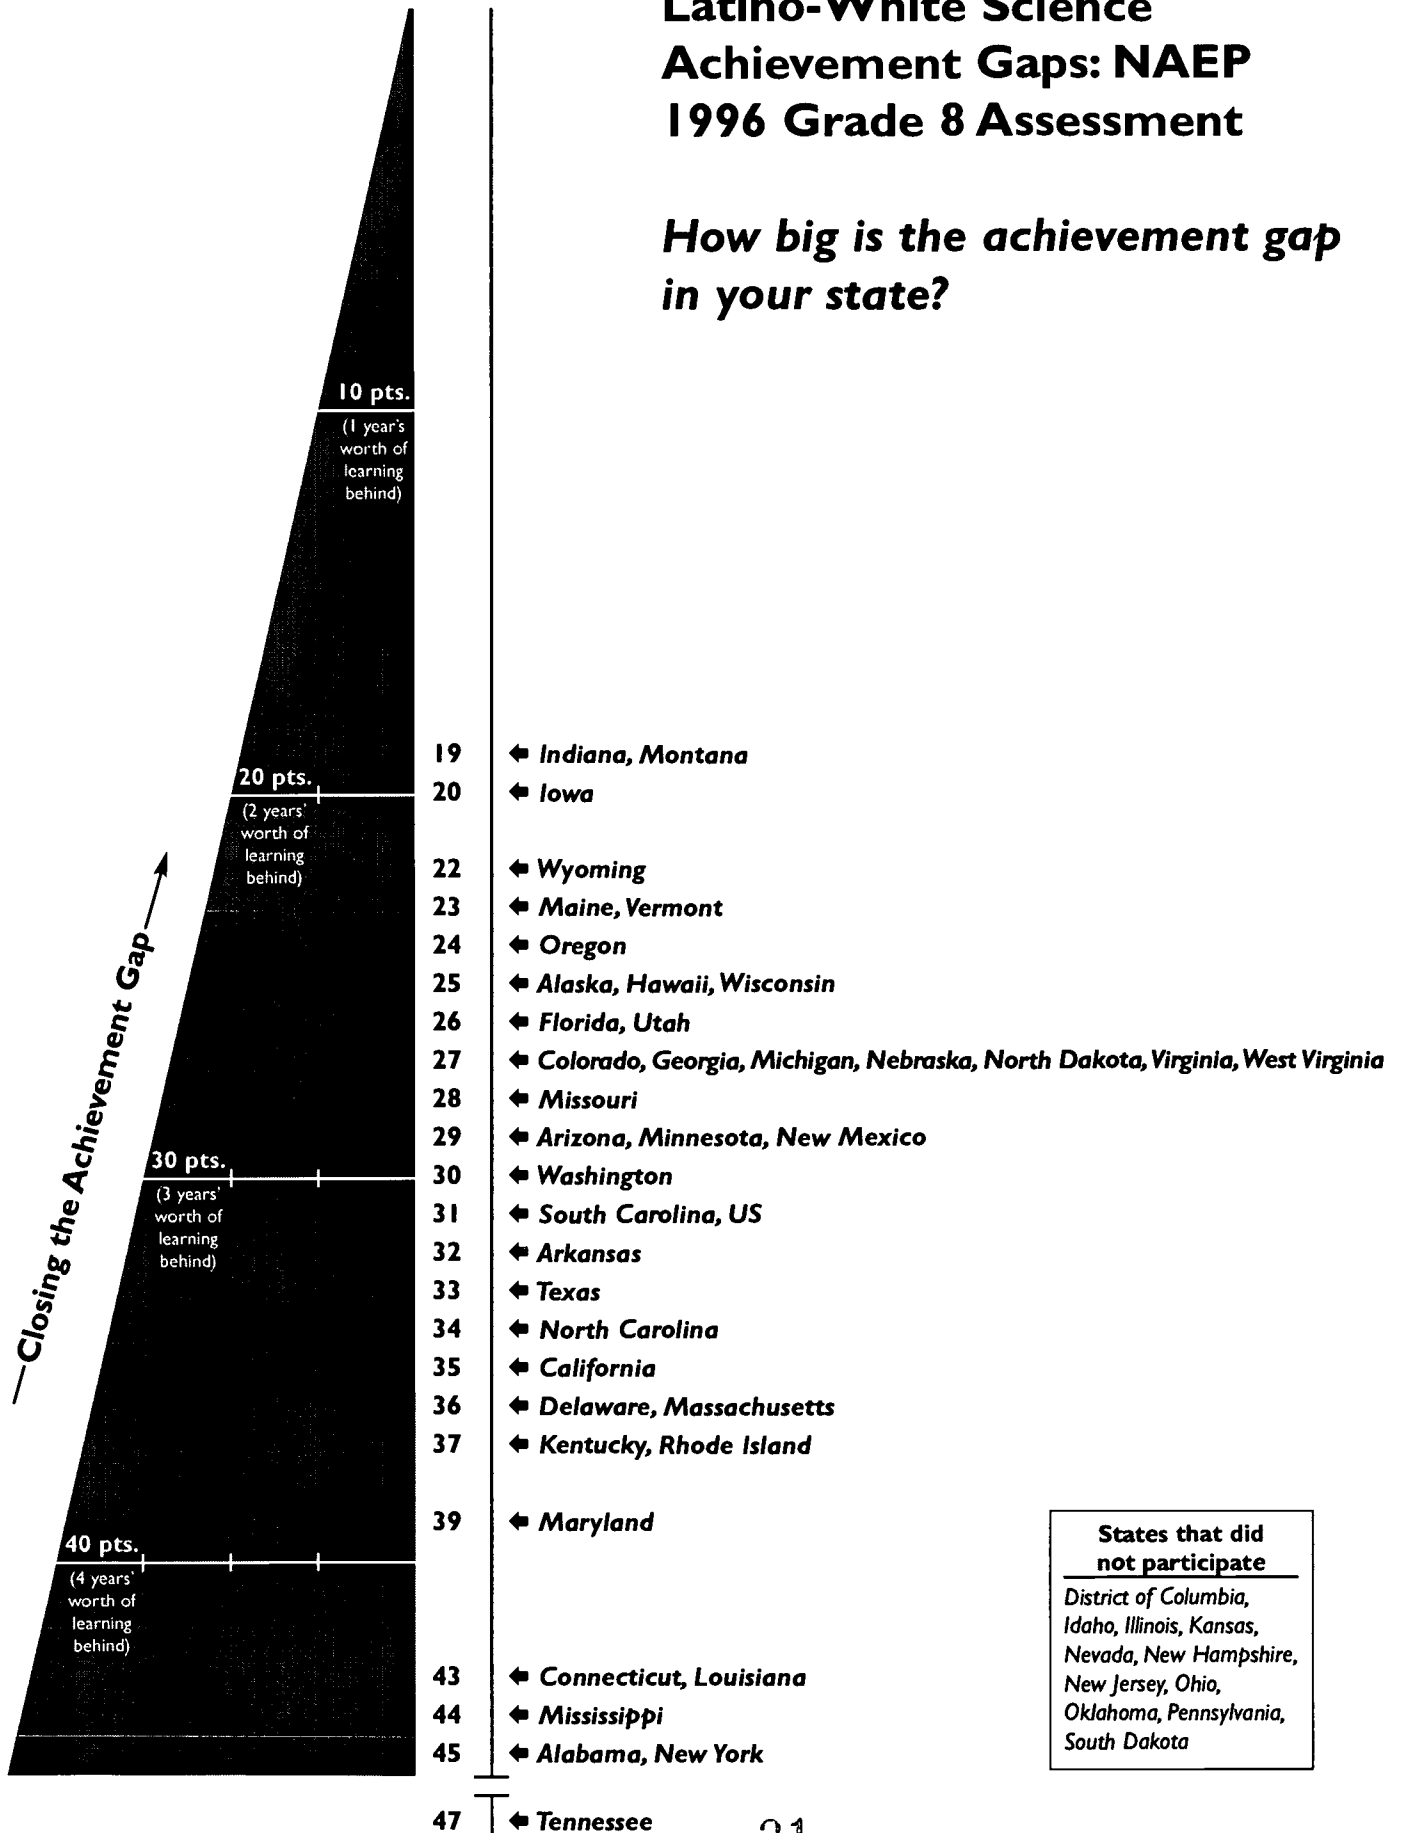 Latino-White Science
Achievement Gaps: NAEP
1996 Grade 8 Assessment
How big is the achievement gap
in your state?
10 pts.
(1 year's
worth of
learning
behind)
19 Indiana, Montana
20 pts.
20 Iowa
(2 years'
worth of
learning
behind)
22 Wyoming
23 Maine, Vermont
24 Oregon
25 Alaska, Hawaii, Wisconsin
26 Florida, Utah
27 Colorado, Georgia, Michigan, Nebraska, North Dakota, Virginia, West Virginia
28 Missouri
29 Arizona, Minnesota, New Mexico
30 pts.
30 Washington
(3 years'
worth of
learning
behind)
31 South Carolina, US
32 Arkansas
33 Texas
34 North Carolina
35 California
36 Delaware, Massachusetts
37 Kentucky, Rhode Island
39 Maryland
40 pts.
(4 years'
worth of
learning
behind)
43 Connecticut, Louisiana
44 Mississippi
45 Alabama, New York
47 Tennessee
Closing the Achievement Gap
States that did
not participate
District of Columbia,
Idaho, Illinois, Kansas,
Nevada, New Hampshire,
New Jersey, Ohio,
Oklahoma, Pennsylvania,
South Dakota